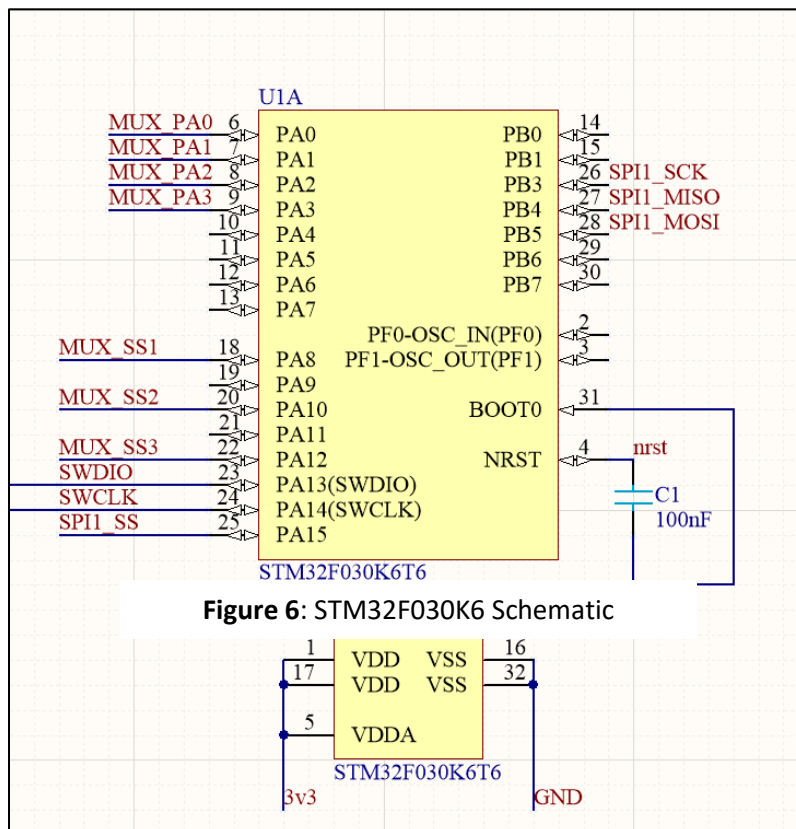 U1A
MUX_PA0 6 PA0 PB0 14
MUX_PA1 7 PA1 PB1 15
MUX_PA2 8 PA2 PB3 26 SPI1_SCK
MUX_PA3 9 PA3 PB4 27 SPI1_MISO
10 PA4 PB5 28 SPI1_MOSI
11 PA5 PB6 29
12 PA6 PB7 30
13 PA7
PF0-OSC_IN(PF0) 2
MUX_SS1 18 PA8 PF1-OSC_OUT(PF1) 3
19 PA9
MUX_SS2 20 PA10 BOOT0 31
21 PA11
MUX_SS3 22 PA12 NRST 4 nrst
SWDIO 23 PA13(SWDIO)
SWCLK 24 PA14(SWCLK)
C1
100nF
SPI1_SS 25 PA15
STM32F030K6T6
Figure 6: STM32F030K6 Schematic
1 VDD VSS 16
17 VDD VSS 32
5 VDDA
STM32F030K6T6
3v3 GND